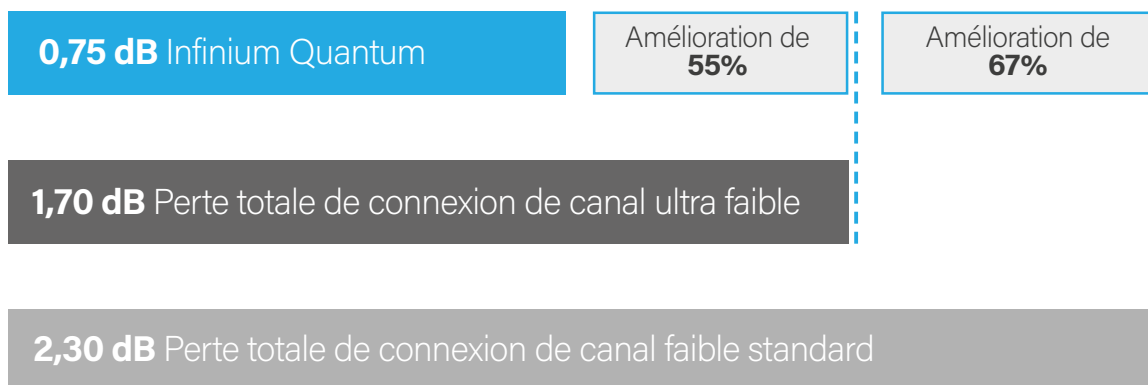 0,75 dB Infinium Quantum
Amélioration de
55%
Amélioration de
67%
1,70 dB Perte totale de connexion de canal ultra faible
2,30 dB Perte totale de connexion de canal faible standard